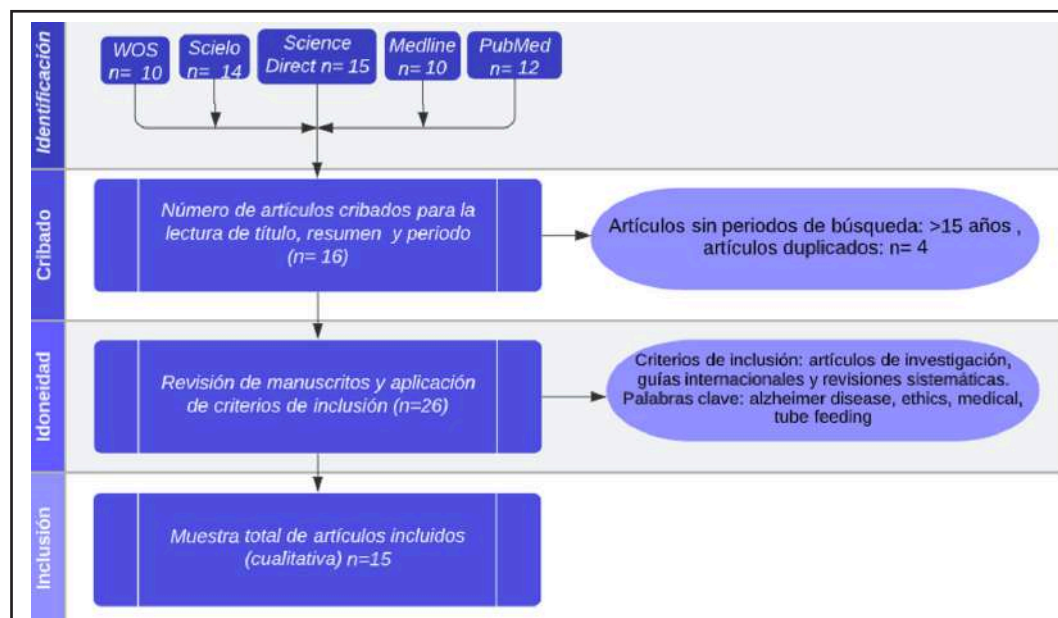 Identificación
WOS
n= 10
Scielo
n= 14
Science
Direct n= 15
Medline
n= 10
PubMed
n= 12
Cribado
Número de artículos cribados para la
lectura de título, resumen y periodo
(n= 16)
Artículos sin periodos de búsqueda: >15 años ,
artículos duplicados: n= 4
Idoneidad
Revisión de manuscritos y aplicación
de criterios de inclusión (n=26)
Criterios de inclusión: artículos de investigación,
guías internacionales y revisiones sistemáticas.
Palabras clave: alzheimer disease, ethics, medical,
tube feeding
Inclusión
Muestra total de artículos incluidos
(cualitativa) n=15